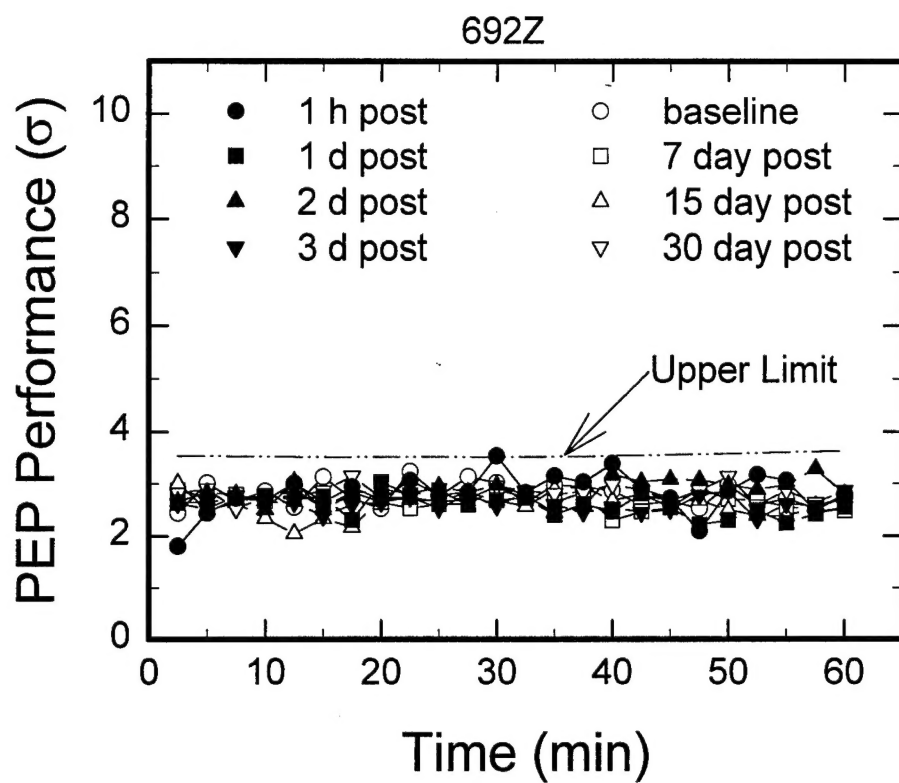 692Z
PEP Performance (σ)
10
8
6
4
2
0
1 h post
1 d post
2 d post
3 d post
baseline
7 day post
15 day post
30 day post
Upper Limit
0 10 20 30 40 50 60
Time (min)